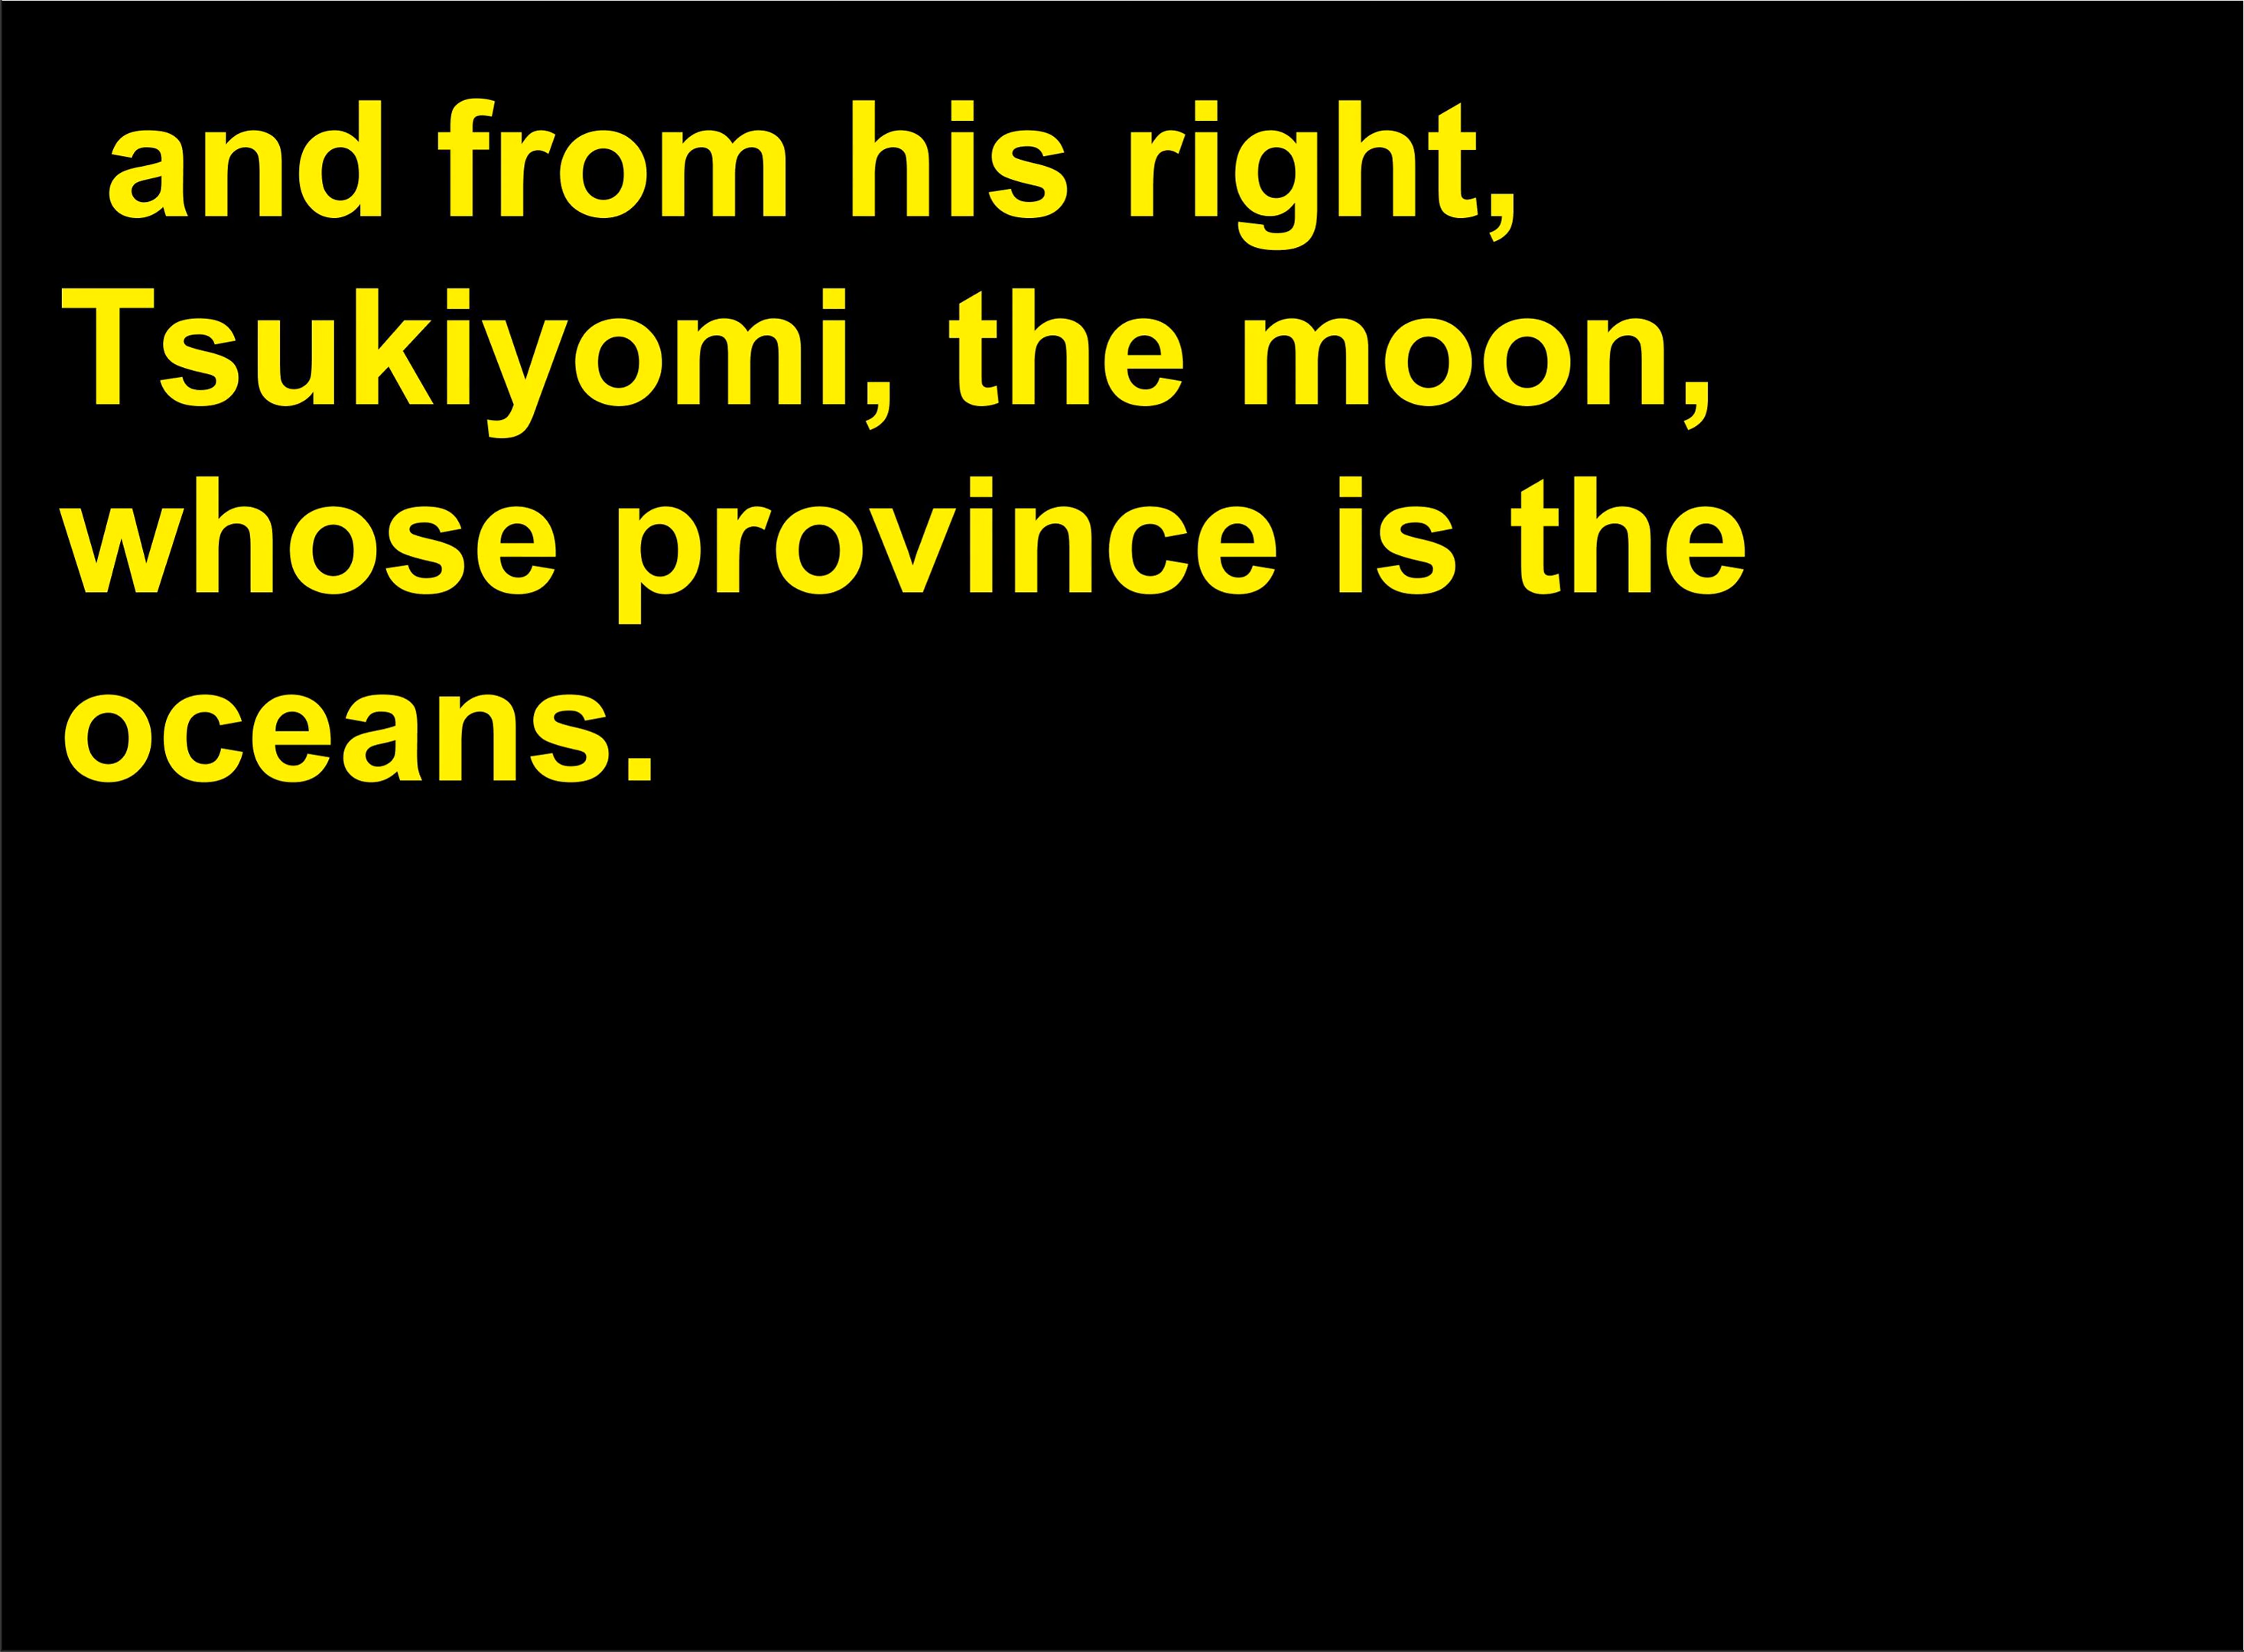 and from his right,
Tsukiyomi, the moon,
whose province is the
oceans.